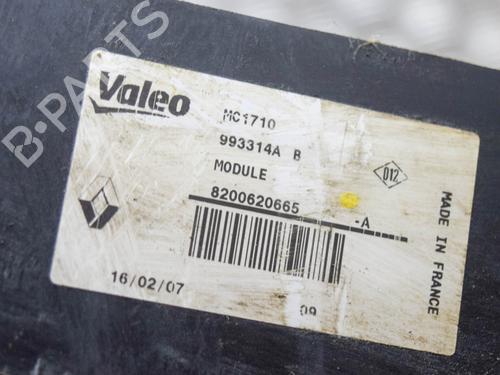 B-PARTS
Valeo
MC1710
993314A B
MODULE
8200620665 -A
D12
MADE IN FRANCE
16/02/07
09